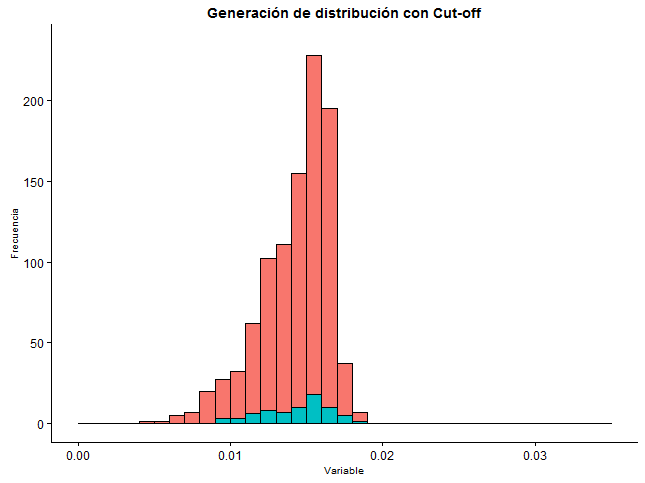 Generación de distribución con Cut-off
Frecuencia
200
150
100
50
0
0.00 0.01 0.02 0.03
Variable